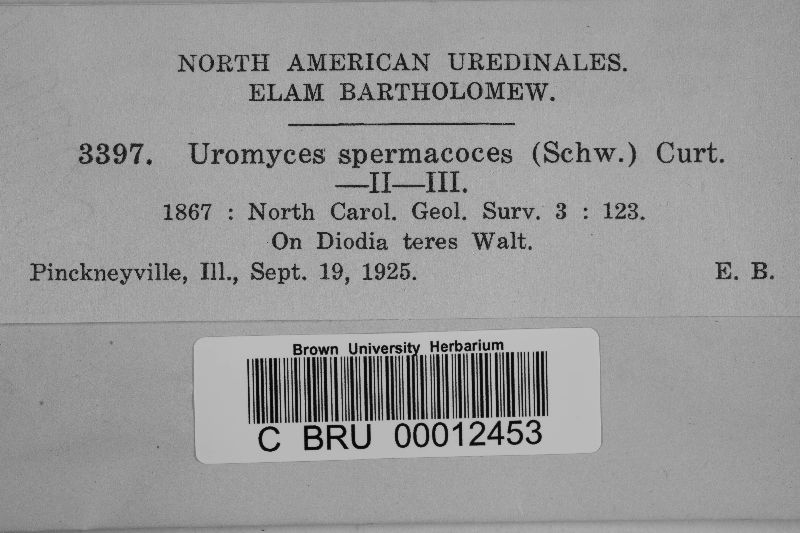 NORTH AMERICAN UREDINALES.
ELAM BARTHOLOMEW.
3397. Uromyces spermacoces (Schw.) Curt.
—II—III.
1867 : North Carol. Geol. Surv. 3 : 123.
On Diodia teres Walt.
Pinckneyville, Ill., Sept. 19, 1925. E. B.
Brown University Herbarium
C BRU 00012453